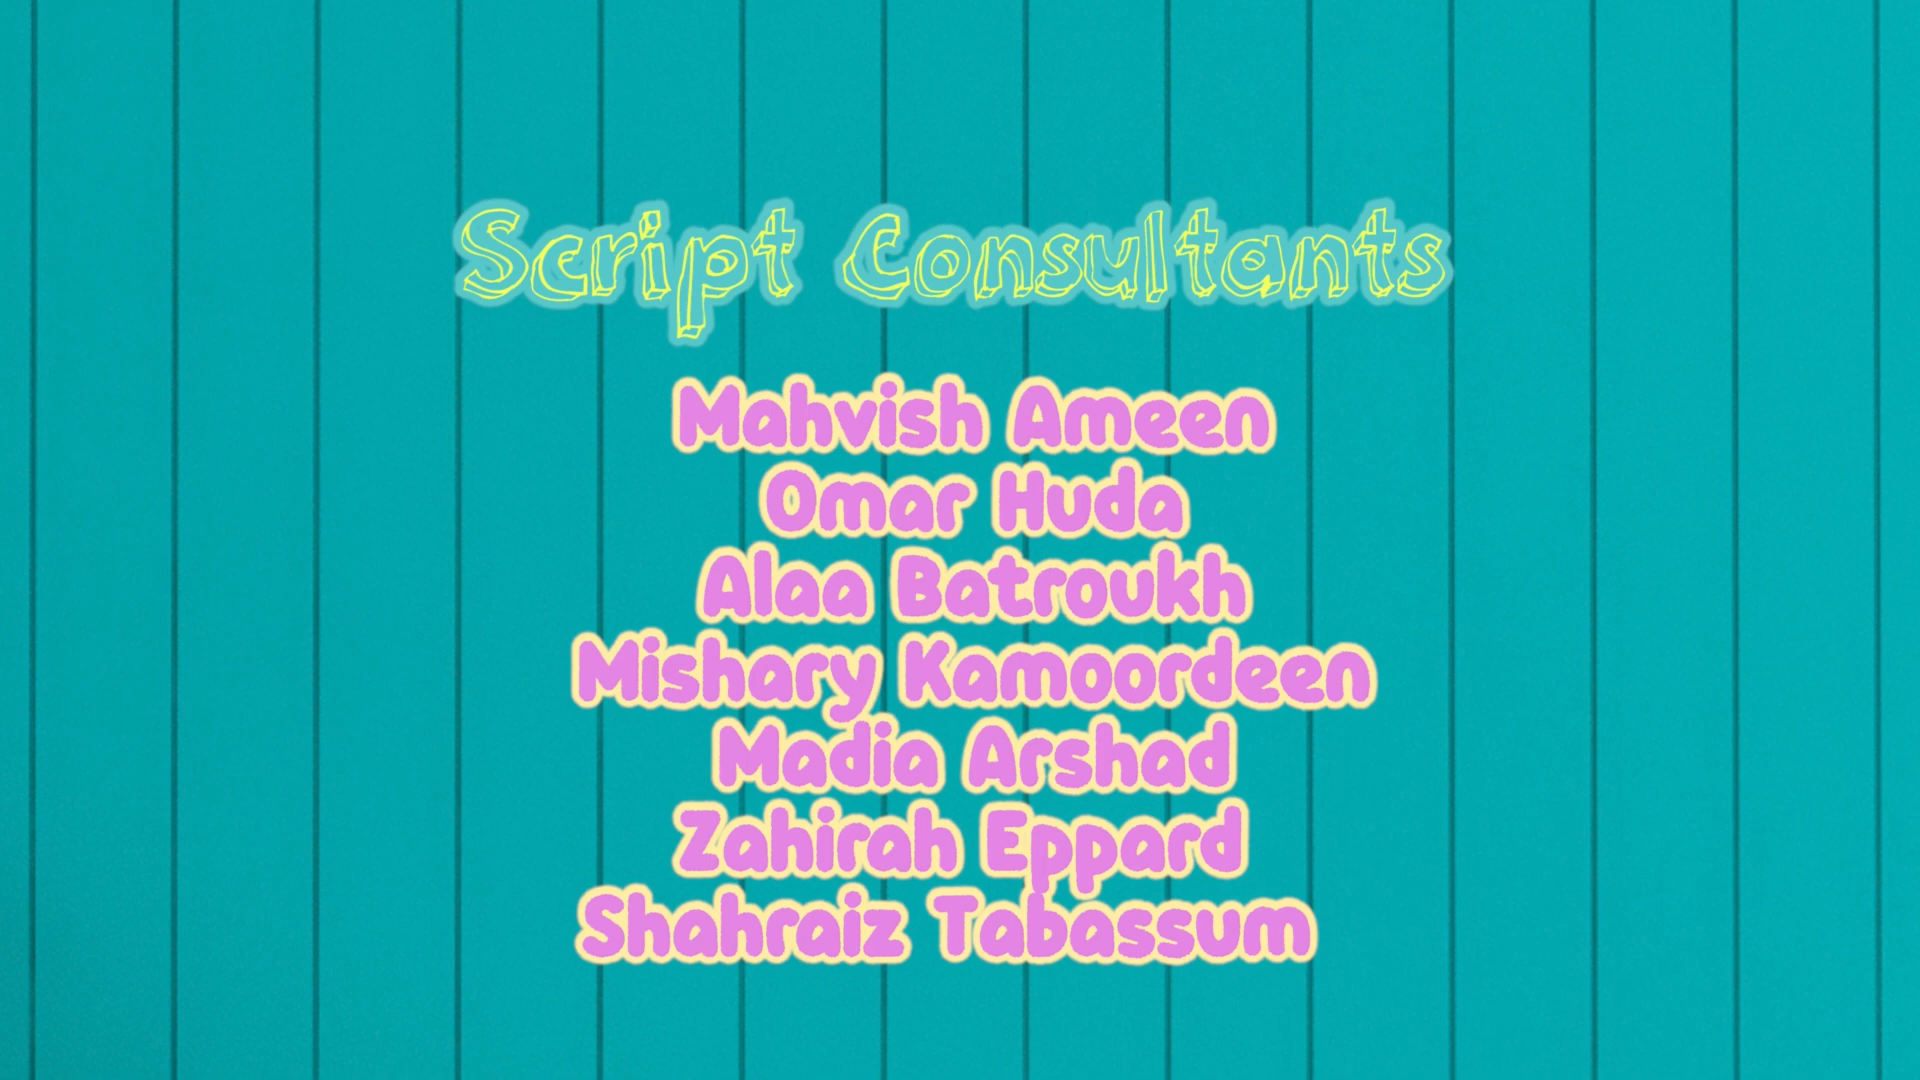 Script Consultants
Mahvish Ameen
Omar Huda
Alaa Batroukh
Mishary Kamoordeen
Madia Arshad
Zahirah Eppard
Shahraiz Tabassum